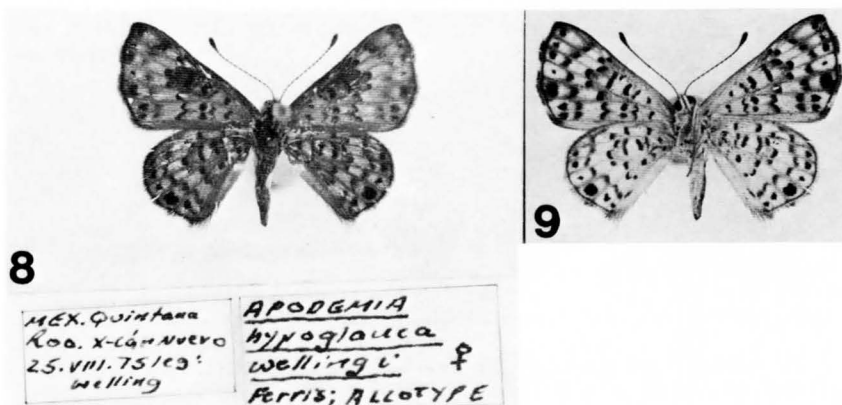 8
9
MEX. Quintana
Roo. X-cán Nuevo
25.VIII.75 leg:
Welling
APODEMIA
hypoglauca
wellingi ♀
Ferris; ALLOTYPE